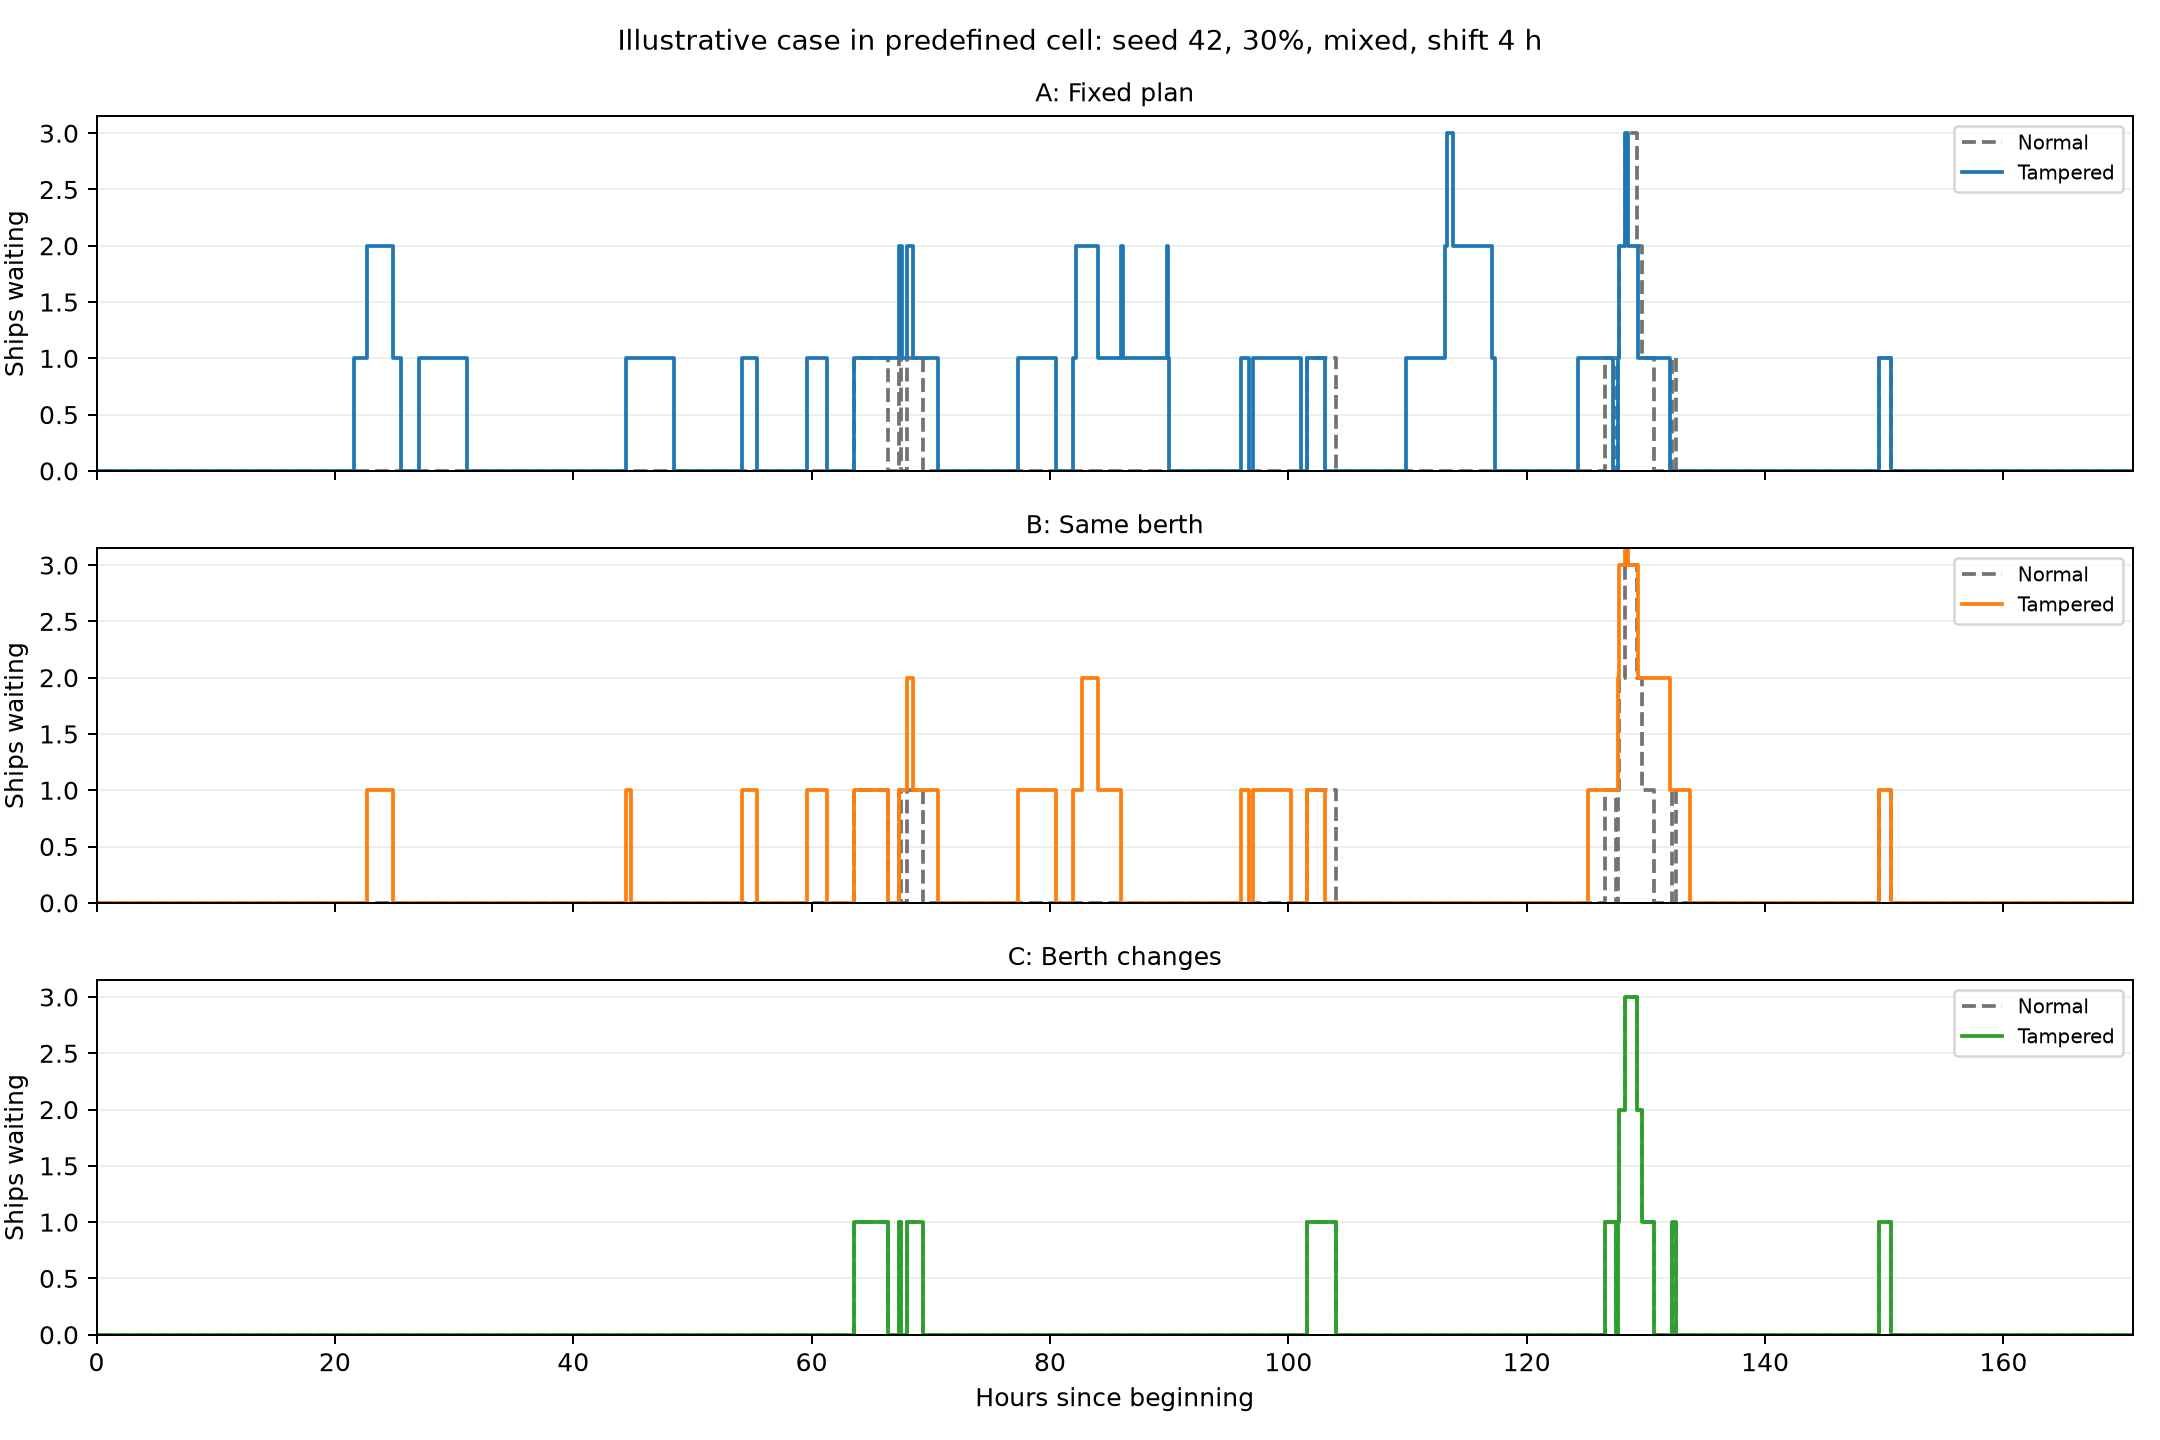 Illustrative case in predefined cell: seed 42, 30%, mixed, shift 4 h
A: Fixed plan
Ships waiting
3.0
2.5
2.0
1.5
1.0
0.5
0.0
Normal
Tampered
B: Same berth
Ships waiting
3.0
2.5
2.0
1.5
1.0
0.5
0.0
Normal
Tampered
C: Berth changes
Ships waiting
3.0
2.5
2.0
1.5
1.0
0.5
0.0
Normal
Tampered
0 20 40 60 80 100 120 140 160
Hours since beginning